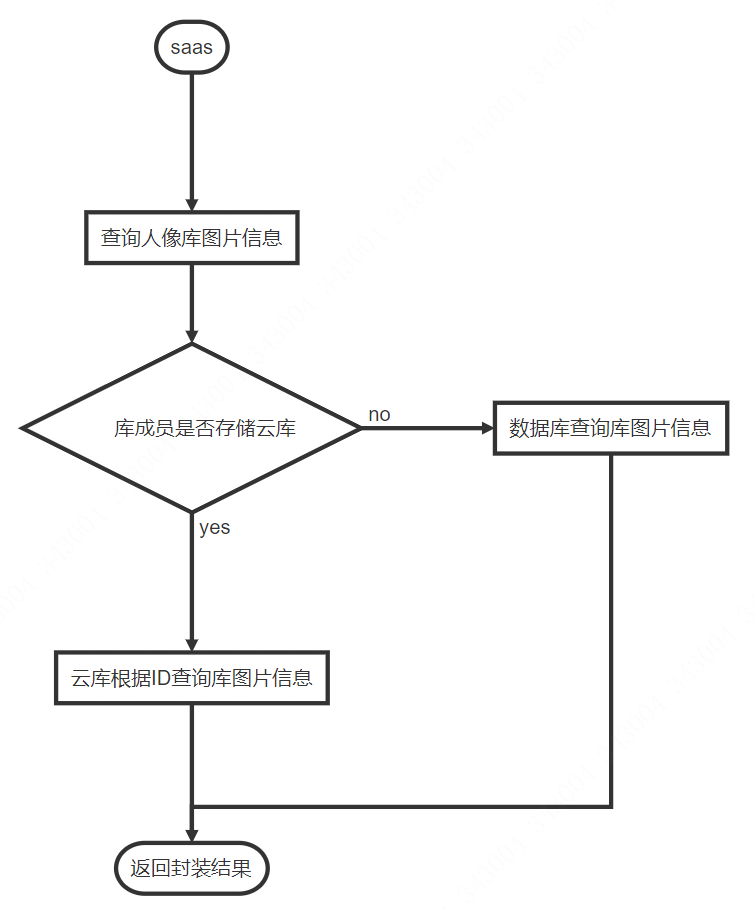 saas
查询人像库图片信息
库成员是否存储云库
no
数据库查询库图片信息
yes
云库根据ID查询库图片信息
返回封装结果